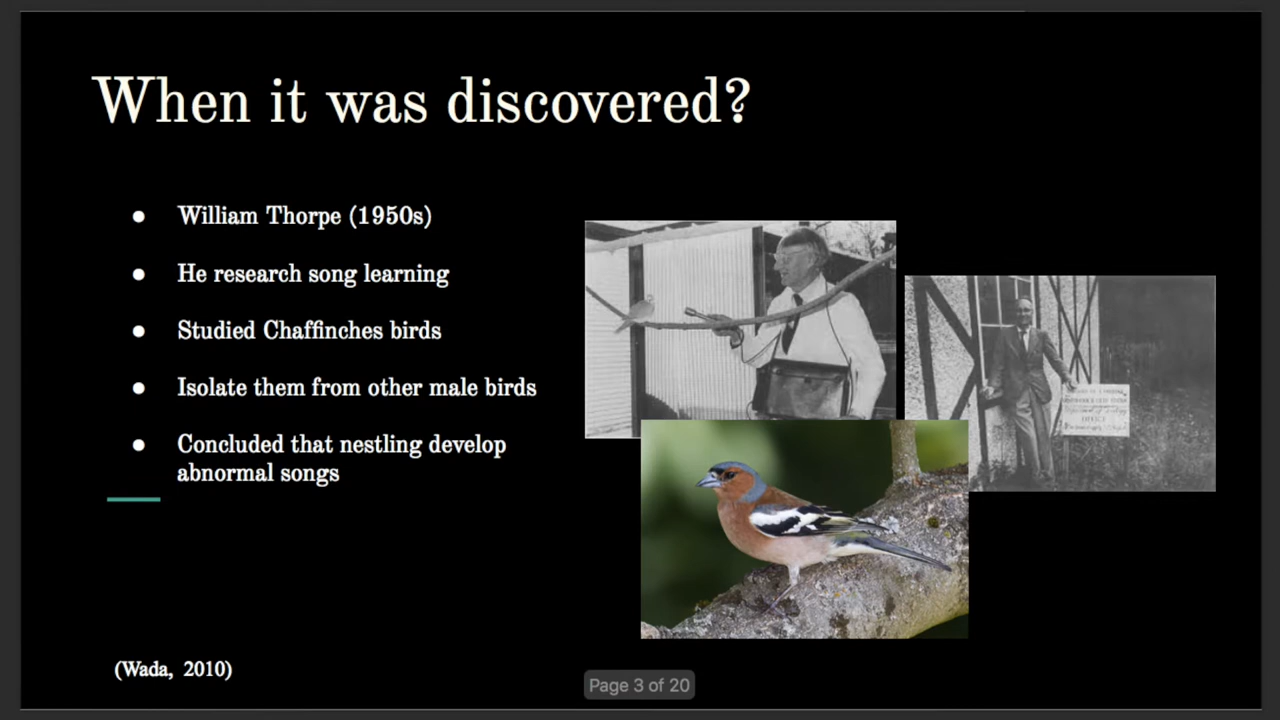 When it was discovered?
● William Thorpe (1950s)
● He research song learning
● Studied Chaffinches birds
● Isolate them from other male birds
● Concluded that nestling develop
abnormal songs
OFFICE
(Wada, 2010)
Page 3 of 20